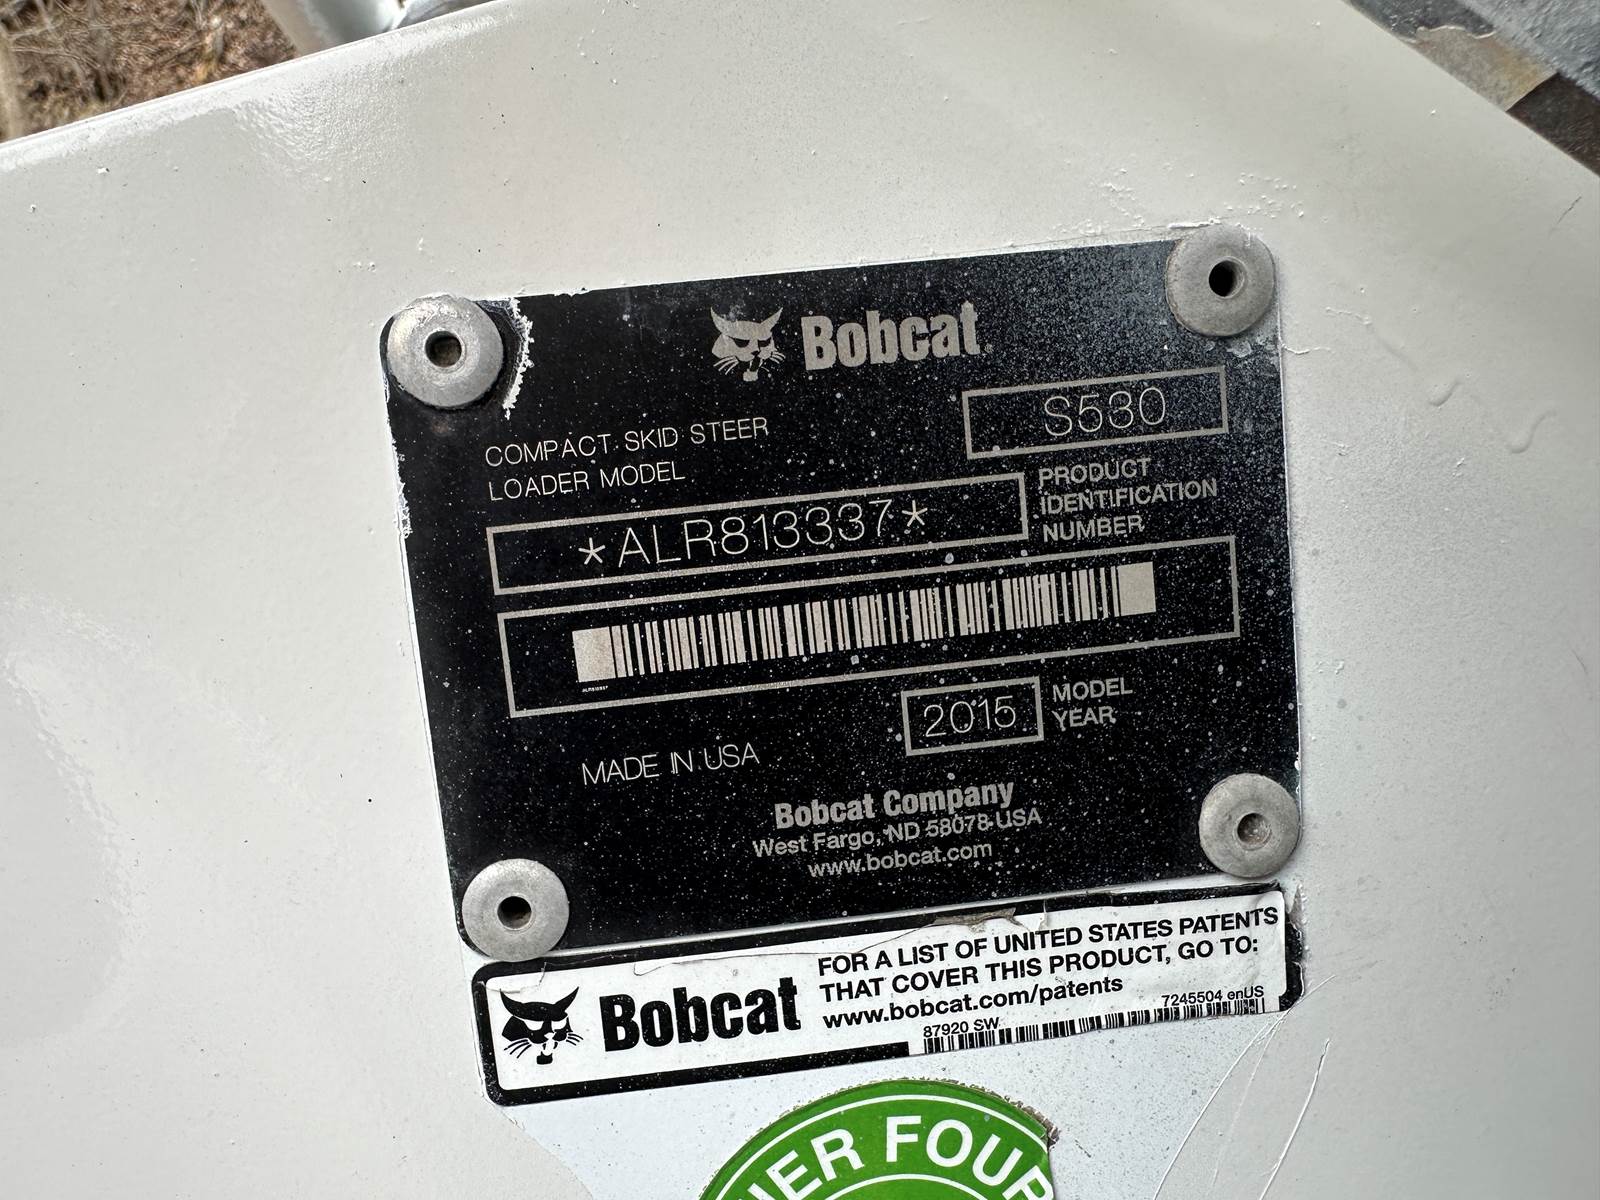 Bobcat
S530
COMPACT SKID STEER
LOADER MODEL
PRODUCT
IDENTIFICATION
NUMBER
*ALR813337*
2015
MODEL
YEAR
MADE IN USA
Bobcat Company
West Fargo, ND 58078 USA
www.bobcat.com
Bobcat
FOR A LIST OF UNITED STATES PATENTS
THAT COVER THIS PRODUCT, GO TO:
www.bobcat.com/patents
7245504 enUS
87920 SW
FOUR